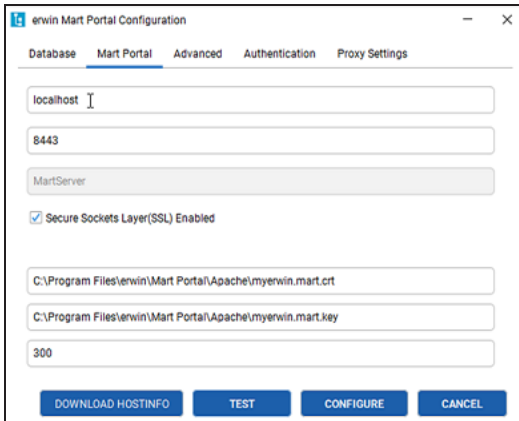 erwin Mart Portal Configuration
Database Mart Portal Advanced Authentication Proxy Settings
localhost
8443
MartServer
Secure Sockets Layer(SSL) Enabled
C:\Program Files\erwin\Mart Portal\Apache\myerwin.mart.crt
C:\Program Files\erwin\Mart Portal\Apache\myerwin.mart.key
300
DOWNLOAD HOSTINFO TEST CONFIGURE CANCEL